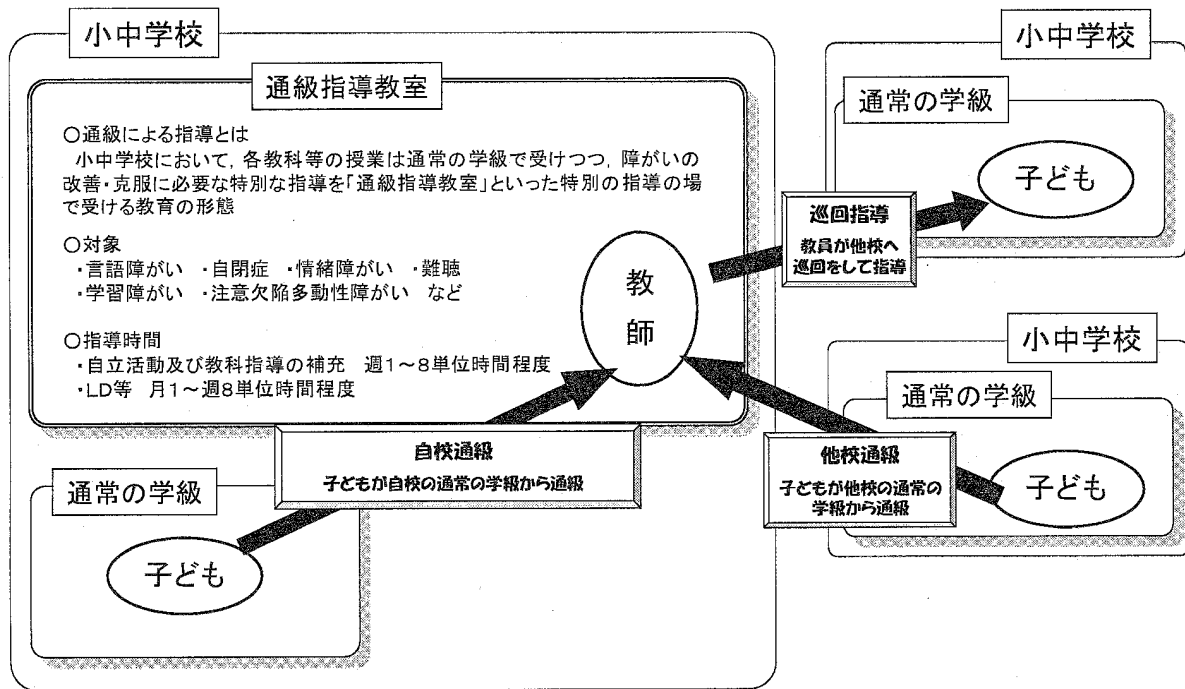 小中学校
通級指導教室
○通級による指導とは
小中学校において，各教科等の授業は通常の学級で受けつつ，障がいの
改善・克服に必要な特別な指導を「通級指導教室」といった特別の指導の場
で受ける教育の形態
○対象
・言語障がい ・自閉症 ・情緒障がい ・難聴
・学習障がい ・注意欠陥多動性障がい など
○指導時間
・自立活動及び教科指導の補充 週1～8単位時間程度
・LD等 月1～週8単位時間程度
教
師
自校通級
子どもが自校の通常の学級から通級
通常の学級
子ども
小中学校
通常の学級
子ども
巡回指導
教員が他校へ
巡回をして指導
小中学校
通常の学級
子ども
他校通級
子どもが他校の通常の
学級から通級